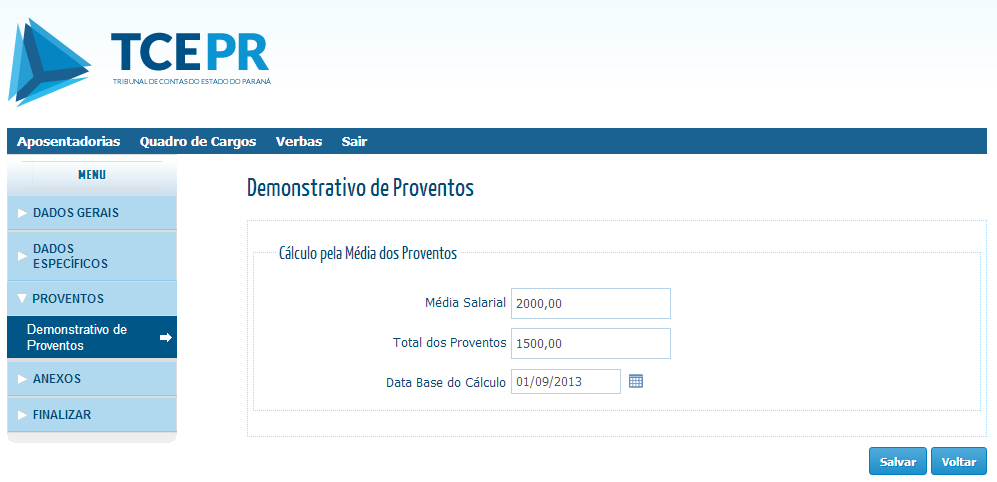 TCEPR
TRIBUNAL DE CONTAS DO ESTADO DO PARANÁ
Aposentadorias Quadro de Cargos Verbas Sair
MENU
DADOS GERAIS
DADOS
ESPECÍFICOS
PROVENTOS
Demonstrativo de
Proventos
ANEXOS
FINALIZAR
Demonstrativo de Proventos
Cálculo pela Média dos Proventos
Média Salarial 2000,00
Total dos Proventos 1500,00
Data Base do Cálculo 01/09/2013
Salvar Voltar